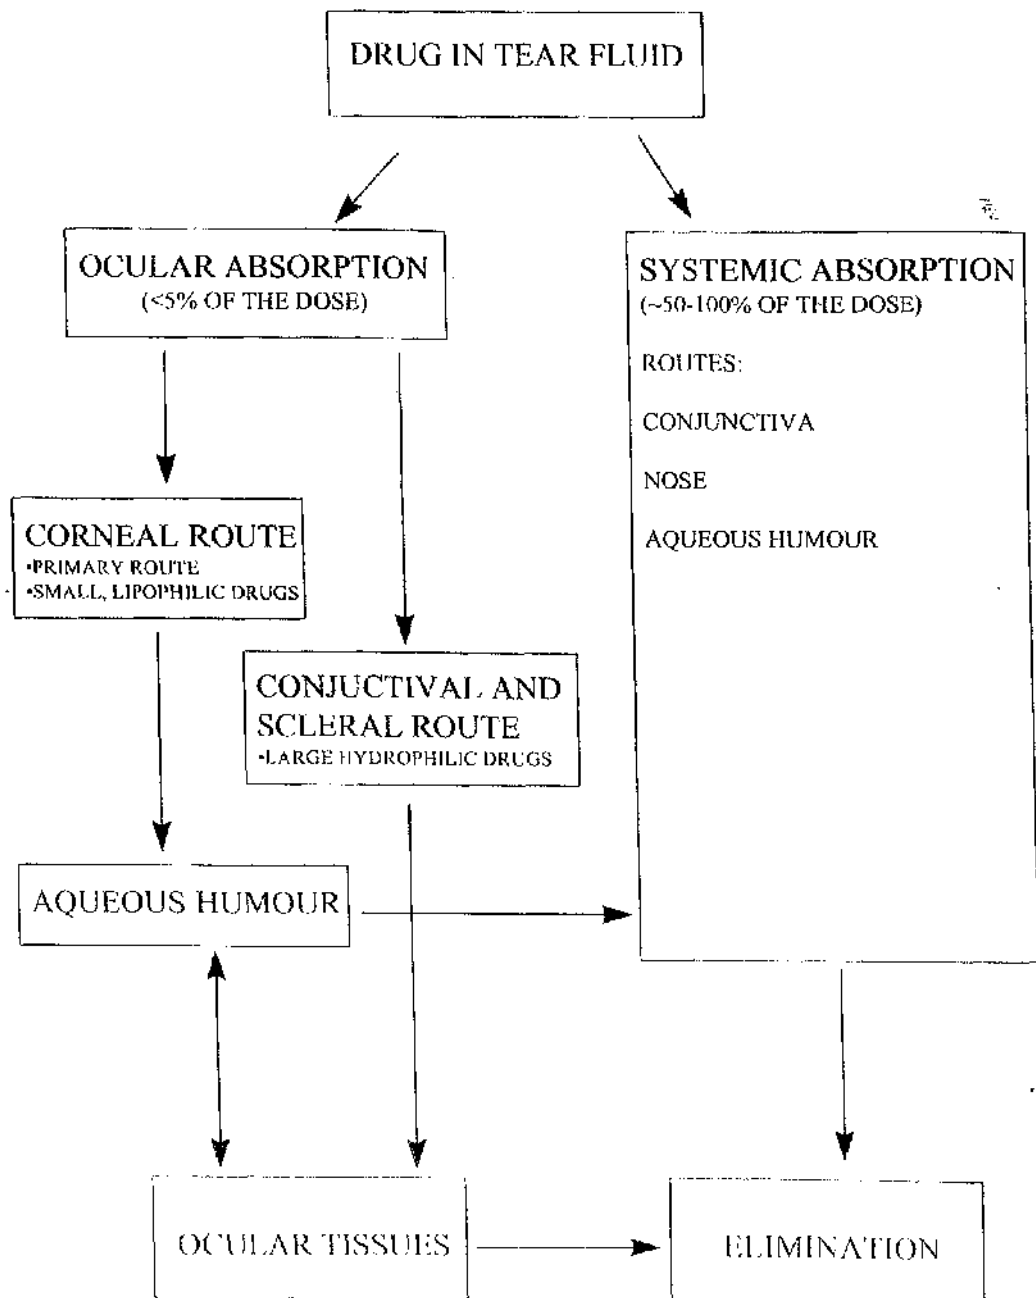 DRUG IN TEAR FLUID
OCULAR ABSORPTION
(<5% OF THE DOSE)
SYSTEMIC ABSORPTION
(~50-100% OF THE DOSE)
ROUTES:
CONJUNCTIVA
NOSE
AQUEOUS HUMOUR
CORNEAL ROUTE
•PRIMARY ROUTE
•SMALL, LIPOPHILIC DRUGS
CONJUCTIVAL AND
SCLERAL ROUTE
•LARGE HYDROPHILIC DRUGS
AQUEOUS HUMOUR
OCULAR TISSUES
ELIMINATION